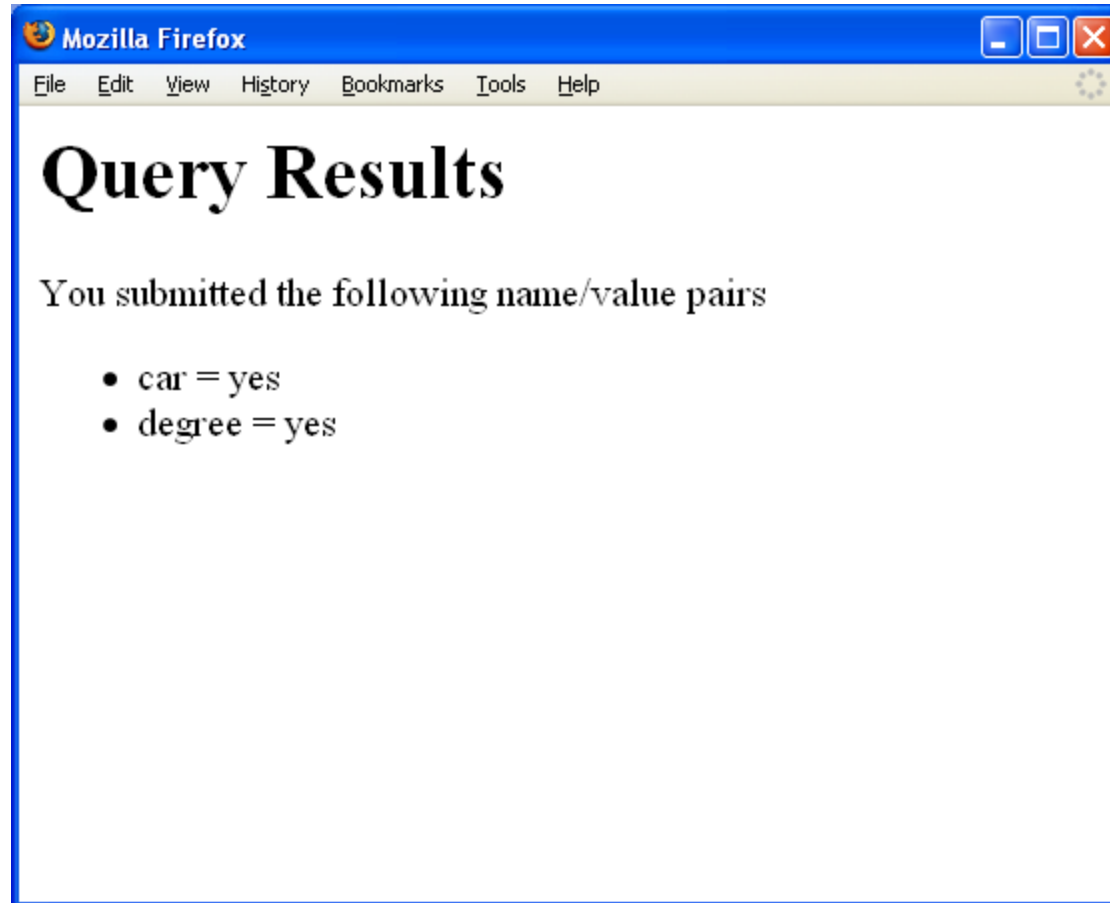 Mozilla Firefox
File Edit View History Bookmarks Tools Help
Query Results
You submitted the following name/value pairs
• car = yes
• degree = yes